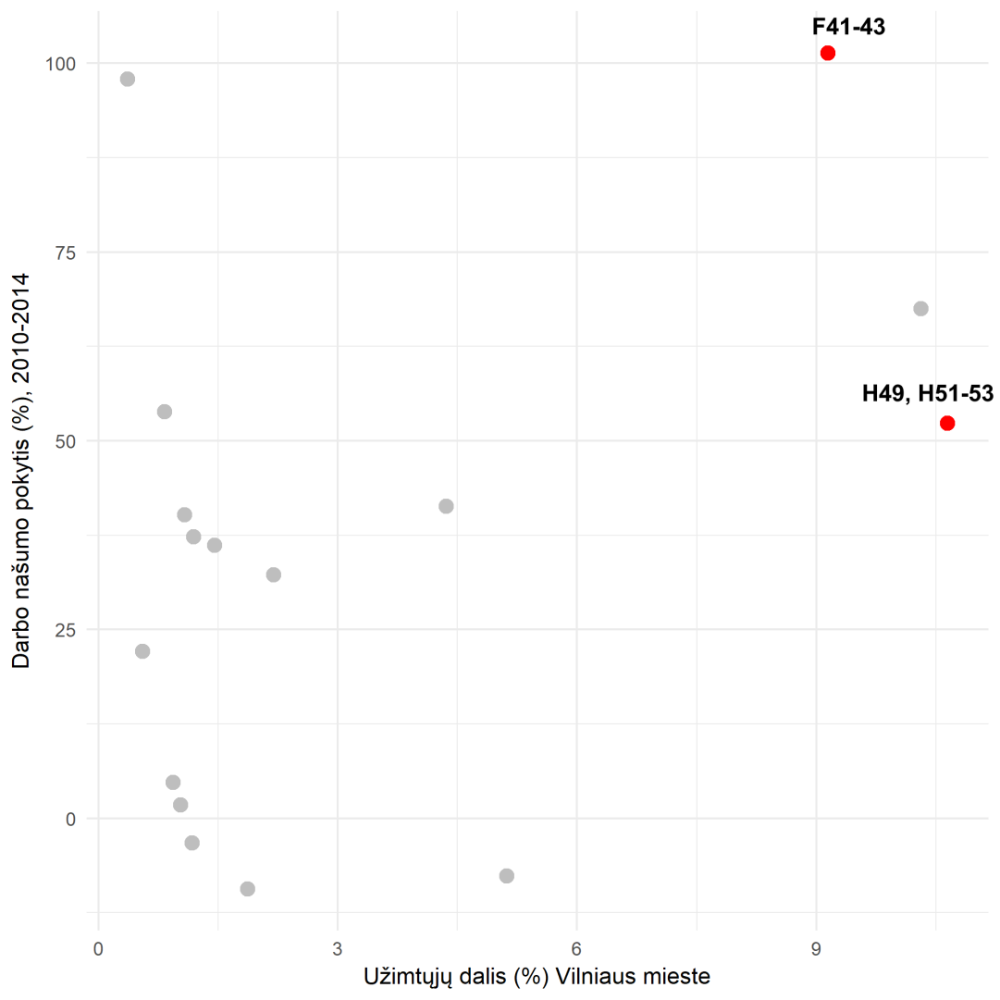 F41-43
100
75
H49, H51-53
50
25
0
Darbo našumo pokytis (%), 2010-2014
0 3 6 9
Užimtųjų dalis (%) Vilniaus mieste